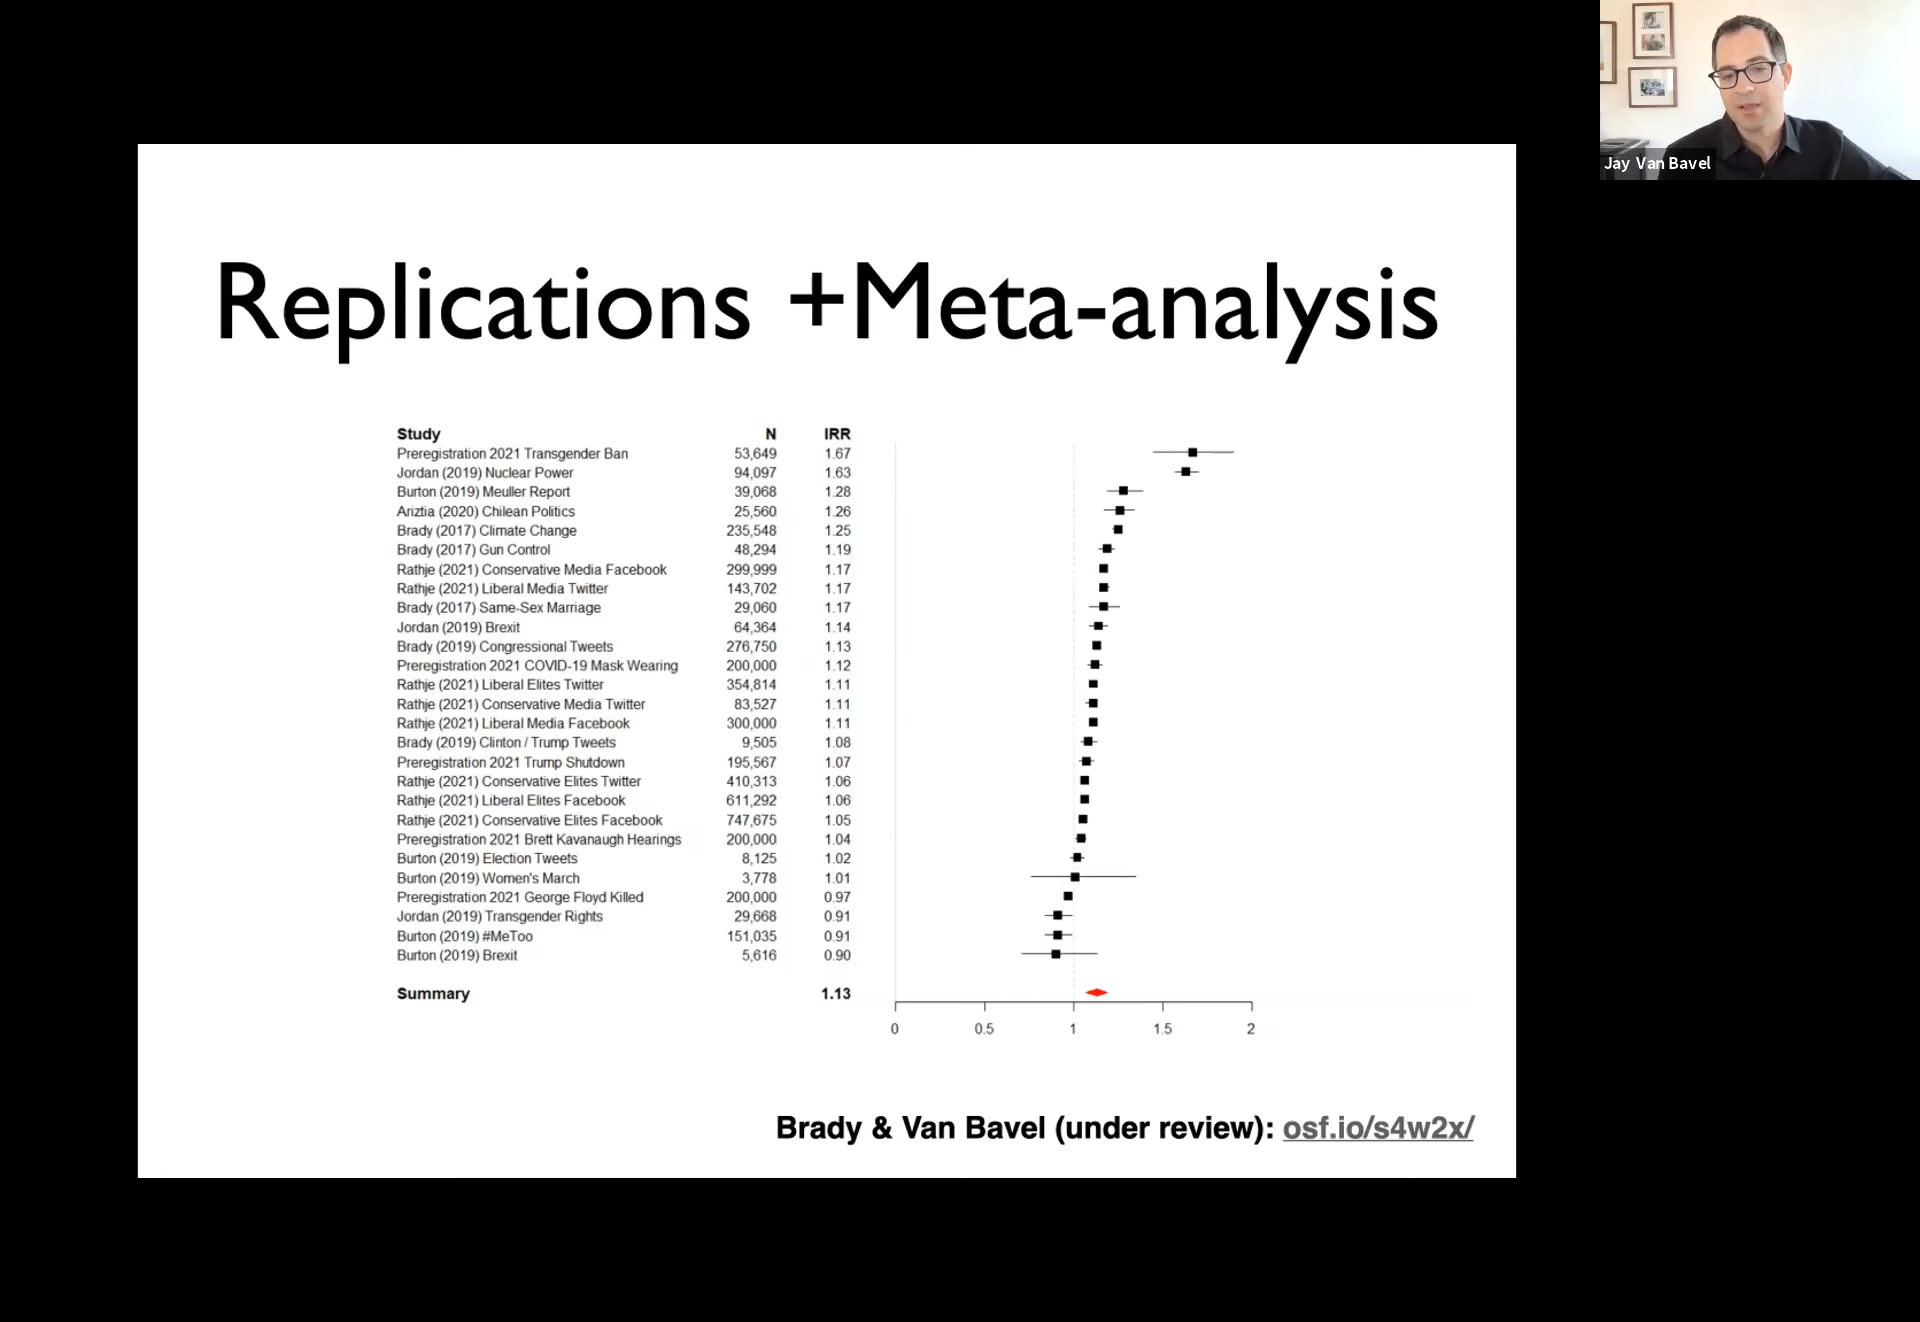 Jay Van Bavel
Replications +Meta-analysis
Study N IRR
Preregistration 2021 Transgender Ban 53,649 1.67
Jordan (2019) Nuclear Power 94,097 1.63
Burton (2019) Meuller Report 39,068 1.28
Ariztia (2020) Chilean Politics 25,560 1.26
Brady (2017) Climate Change 235,548 1.25
Brady (2017) Gun Control 48,294 1.19
Rathje (2021) Conservative Media Facebook 299,999 1.17
Rathje (2021) Liberal Media Twitter 143,702 1.17
Brady (2017) Same-Sex Marriage 29,060 1.17
Jordan (2019) Brexit 64,364 1.14
Brady (2019) Congressional Tweets 276,750 1.13
Preregistration 2021 COVID-19 Mask Wearing 200,000 1.12
Rathje (2021) Liberal Elites Twitter 354,814 1.11
Rathje (2021) Conservative Media Twitter 83,527 1.11
Rathje (2021) Liberal Media Facebook 300,000 1.11
Brady (2019) Clinton / Trump Tweets 9,505 1.08
Preregistration 2021 Trump Shutdown 195,567 1.07
Rathje (2021) Conservative Elites Twitter 410,313 1.06
Rathje (2021) Liberal Elites Facebook 611,292 1.06
Rathje (2021) Conservative Elites Facebook 747,675 1.05
Preregistration 2021 Brett Kavanaugh Hearings 200,000 1.04
Burton (2019) Election Tweets 8,125 1.02
Burton (2019) Women's March 3,778 1.01
Preregistration 2021 George Floyd Killed 200,000 0.97
Jordan (2019) Transgender Rights 29,668 0.91
Burton (2019) #MeToo 151,035 0.91
Burton (2019) Brexit 5,616 0.90
Summary 1.13
0 0.5 1 1.5 2
Brady & Van Bavel (under review): osf.io/s4w2x/